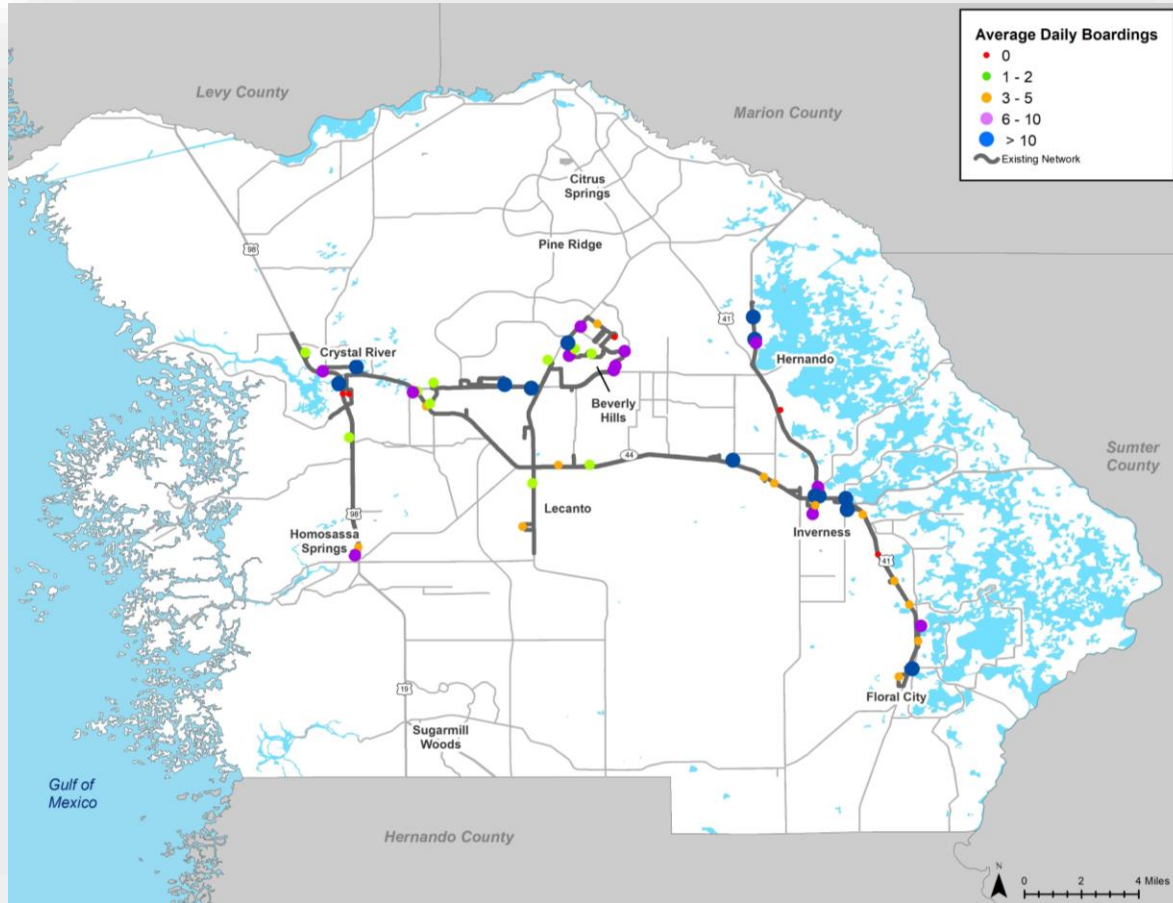 Average Daily Boardings
0
1 - 2
3 - 5
6 - 10
> 10
Existing Network
Levy County
Marion County
Citrus
Springs
Pine Ridge
98
41
Crystal River
Hernando
Beverly
Hills
44
Sumter
County
98
Lecanto
Homosassa
Springs
Inverness
41
Floral City
19
Sugarmill
Woods
Gulf of
Mexico
Hernando County
N
0 2 4 Miles